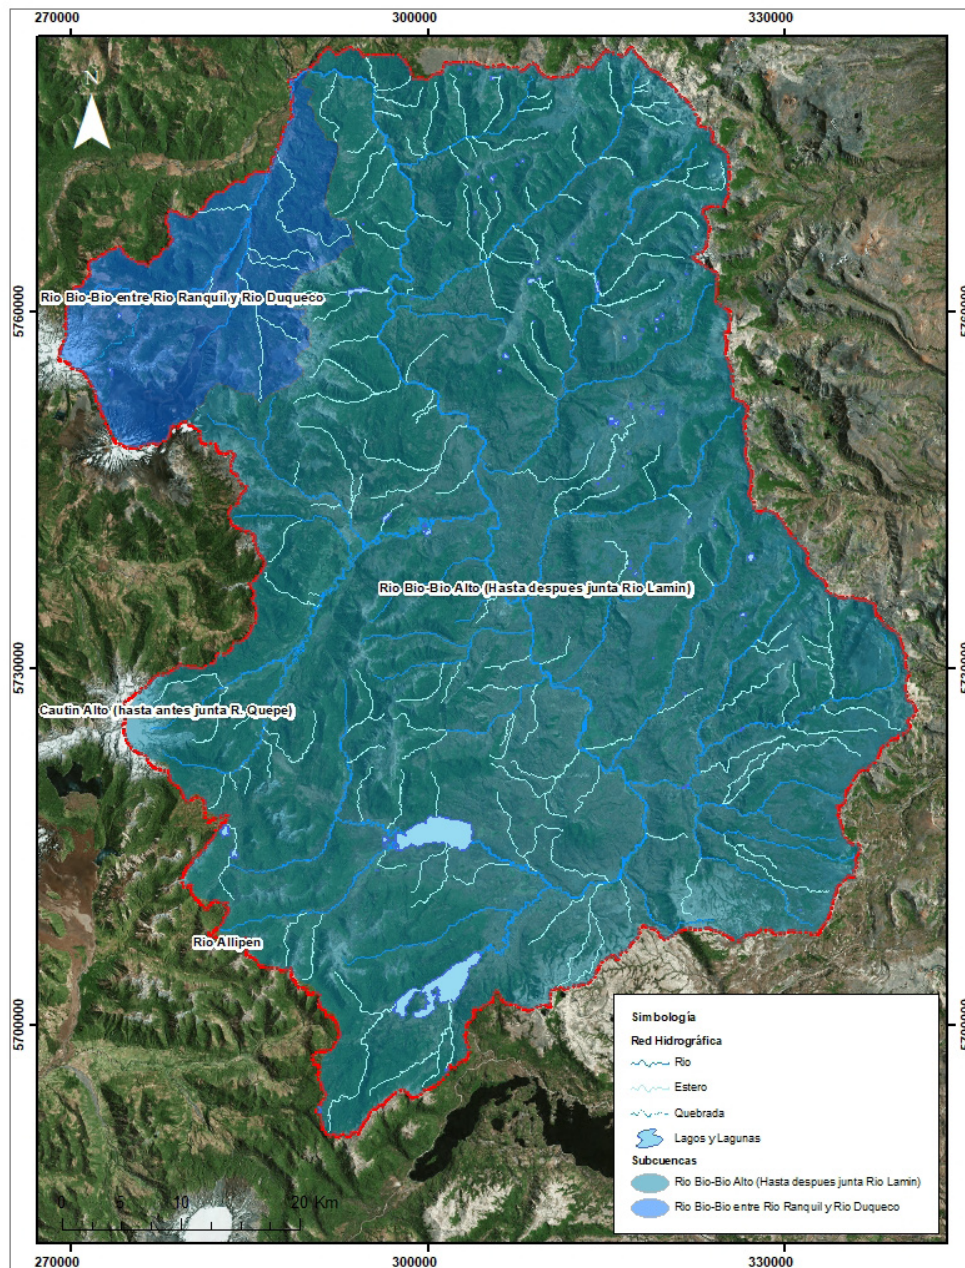 270000 300000 330000
N
Rio Bio-Bio entre Rio Ranquil y Rio Duqueco
5760000 5760000
Rio Bio-Bio Alto (Hasta despues junta Rio Lamin)
5730000 5730000
Cautin Alto (hasta antes junta R. Quepe)
Rio Allipen
5700000 5700000
Simbología
Red Hidrográfica
Rio
Estero
Quebrada
Lagos y Lagunas
Subcuencas
Rio Bio-Bio Alto (Hasta despues junta Rio Lamin)
Rio Bio-Bio entre Rio Ranquil y Rio Duqueco
0 5 10 20 Km
270000 300000 330000